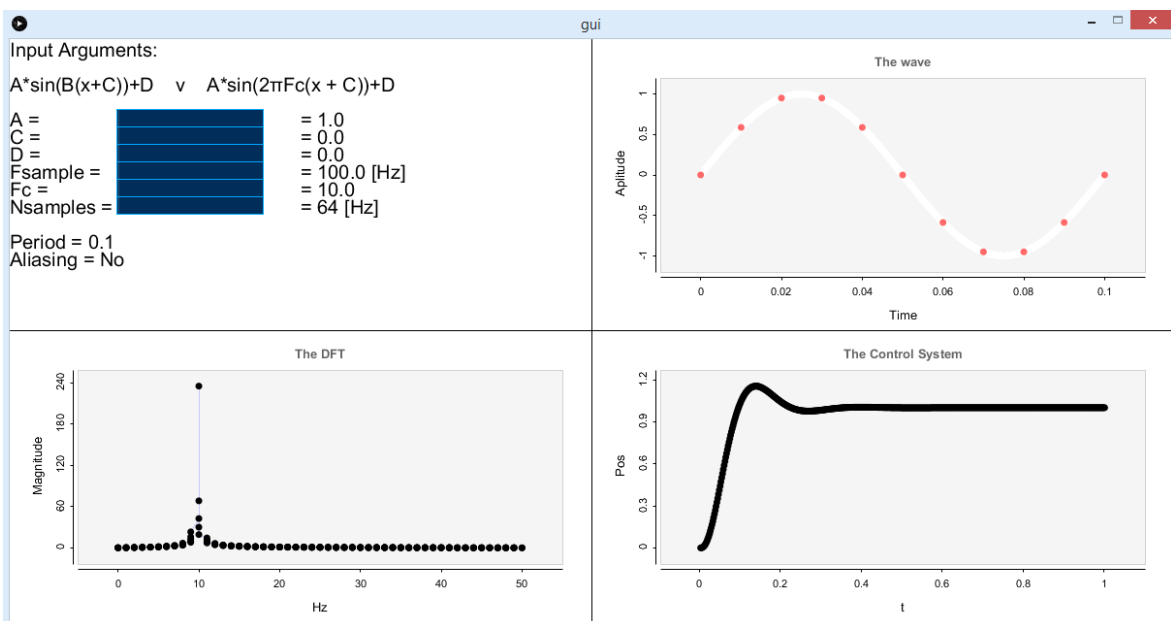 gui
Input Arguments:
A*sin(B(x+C))+D v A*sin(2πFc(x + C))+D
A = = 1.0
C = = 0.0
D = = 0.0
Fsample = = 100.0 [Hz]
Fc = = 10.0
Nsamples = = 64 [Hz]
Period = 0.1
Aliasing = No
The wave
Aplitude
1
0.5
0
-0.5
-1
0 0.02 0.04 0.06 0.08 0.1
Time
The DFT
Magnitude
240
180
120
60
0
0 10 20 30 40 50
Hz
The Control System
Pos
1.2
0.9
0.6
0.3
0
0 0.2 0.4 0.6 0.8 1
t